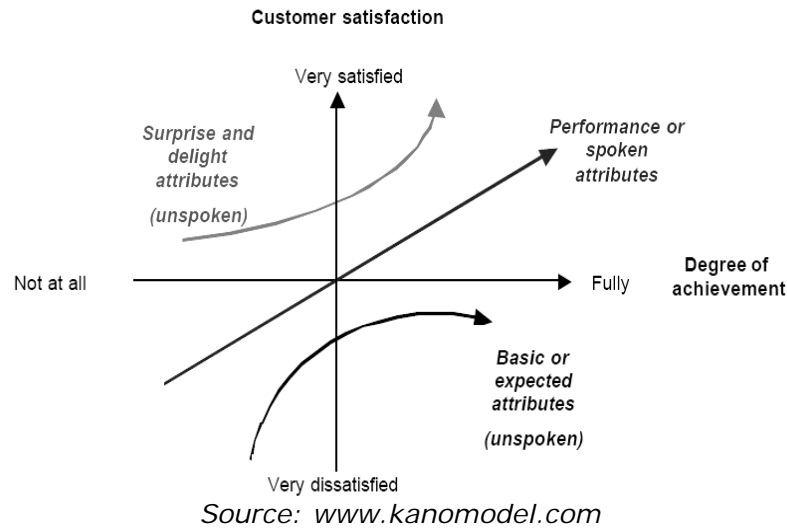 Customer satisfaction
Very satisfied
Surprise and
delight
attributes
(unspoken)
Performance or
spoken
attributes
Not at all
Fully
Degree of
achievement
Basic or
expected
attributes
(unspoken)
Very dissatisfied
Source: www.kanomodel.com